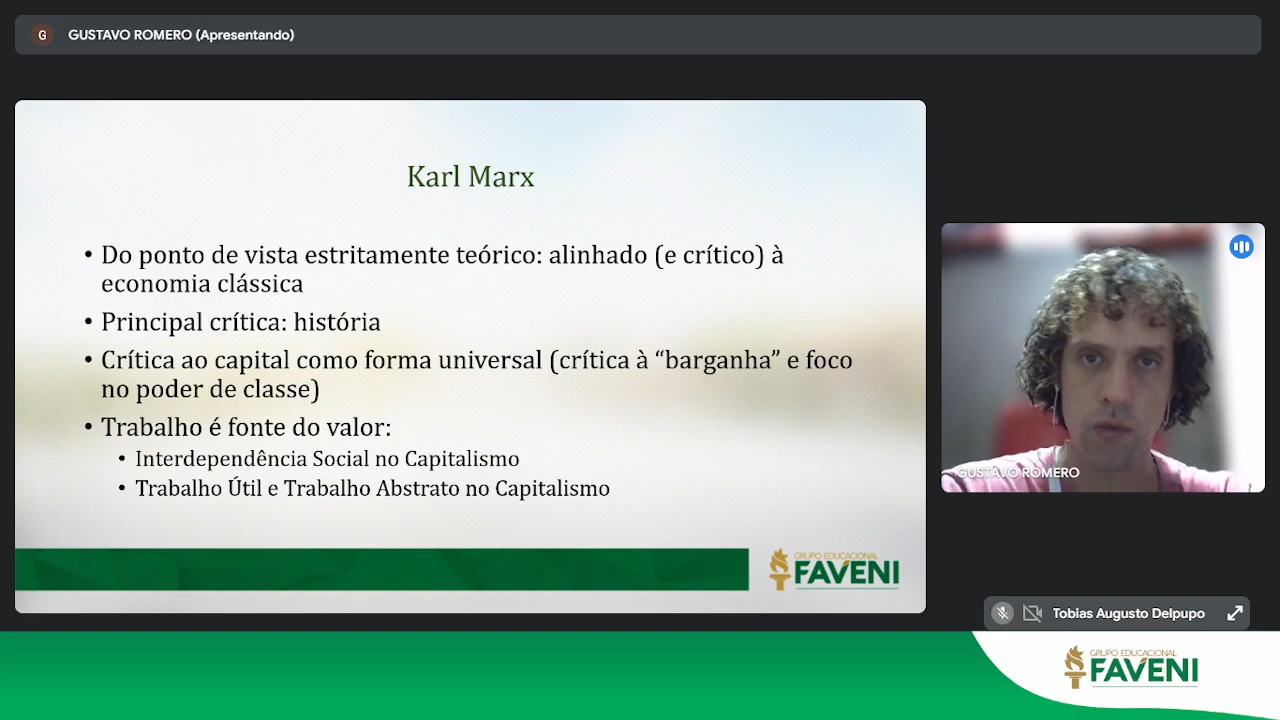 G GUSTAVO ROMERO (Apresentando)
Karl Marx
• Do ponto de vista estritamente teórico: alinhado (e crítico) à
economia clássica
• Principal crítica: história
• Crítica ao capital como forma universal (crítica à “barganha” e foco
no poder de classe)
• Trabalho é fonte do valor:
• Interdependência Social no Capitalismo
• Trabalho Útil e Trabalho Abstrato no Capitalismo
GRUPO EDUCACIONAL
FAVENI
GUSTAVO ROMERO
Tobias Augusto Delpupo
GRUPO EDUCACIONAL
FAVENI